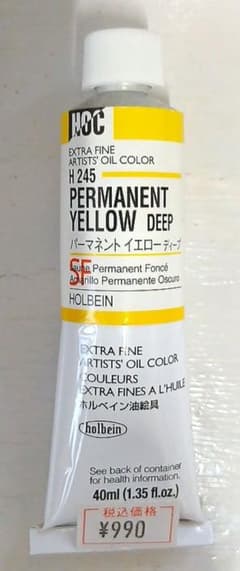 HOC
EXTRA FINE
ARTISTS' OIL COLOR
H 245
PERMANENT
YELLOW DEEP
パーマネント イエロー ディープ
Jaune Permanent Foncé
SE
Amarillo Permanente Oscuro
HOLBEIN
EXTRA FINE
ARTISTS' OIL COLOR
COULEURS
EXTRA FINES A L'HUILE
ホルベイン油絵具
holbein
See back of container
for health information.
40ml (1.35 fl.oz.)
税込価格
¥990